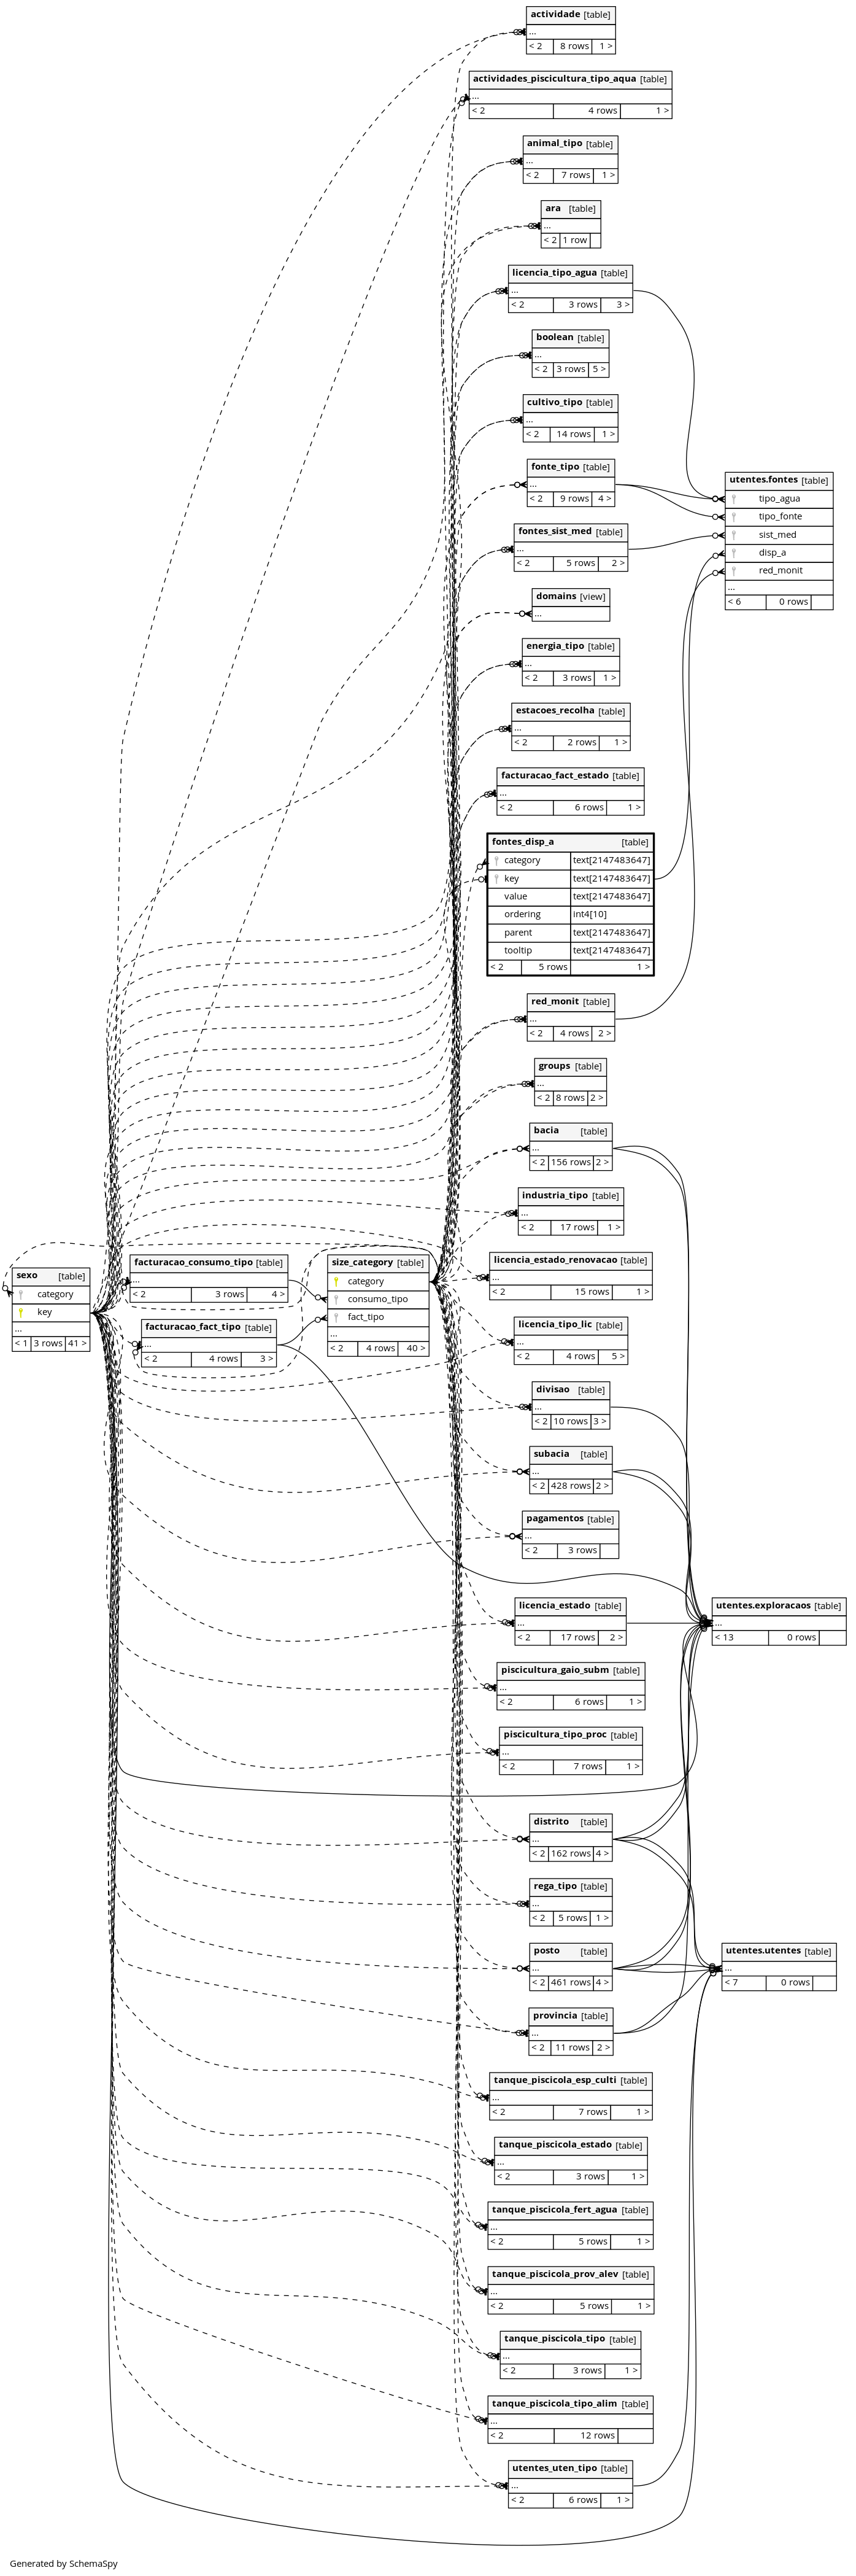 actividade [table]
...
< 2 8 rows 1 >
actividades_piscicultura_tipo_aqua [table]
...
< 2 4 rows 1 >
animal_tipo [table]
...
< 2 7 rows 1 >
ara [table]
...
< 2 1 row
licencia_tipo_agua [table]
...
< 2 3 rows 3 >
boolean [table]
...
< 2 3 rows 5 >
cultivo_tipo [table]
...
< 2 14 rows 1 >
fonte_tipo [table]
...
< 2 9 rows 4 >
utentes.fontes [table]
tipo_agua
tipo_fonte
sist_med
disp_a
red_monit
...
< 6 0 rows
fontes_sist_med [table]
...
< 2 5 rows 2 >
domains [view]
...
energia_tipo [table]
...
< 2 3 rows 1 >
estacoes_recolha [table]
...
< 2 2 rows 1 >
facturacao_fact_estado [table]
...
< 2 6 rows 1 >
fontes_disp_a [table]
category text[2147483647]
key text[2147483647]
value text[2147483647]
ordering int4[10]
parent text[2147483647]
tooltip text[2147483647]
< 2 5 rows 1 >
red_monit [table]
...
< 2 4 rows 2 >
groups [table]
...
< 2 8 rows 2 >
bacia [table]
...
< 2 156 rows 2 >
industria_tipo [table]
...
< 2 17 rows 1 >
sexo [table]
category
key
...
< 1 3 rows 41 >
facturacao_consumo_tipo [table]
...
< 2 3 rows 4 >
facturacao_fact_tipo [table]
...
< 2 4 rows 3 >
size_category [table]
category
consumo_tipo
fact_tipo
...
< 2 4 rows 40 >
licencia_estado_renovacao [table]
...
< 2 15 rows 1 >
licencia_tipo_lic [table]
...
< 2 4 rows 5 >
divisao [table]
...
< 2 10 rows 3 >
subacia [table]
...
< 2 428 rows 2 >
pagamentos [table]
...
< 2 3 rows
licencia_estado [table]
...
< 2 17 rows 2 >
utentes.exploracaos [table]
...
< 13 0 rows
piscicultura_gaio_subm [table]
...
< 2 6 rows 1 >
piscicultura_tipo_proc [table]
...
< 2 7 rows 1 >
distrito [table]
...
< 2 162 rows 4 >
rega_tipo [table]
...
< 2 5 rows 1 >
posto [table]
...
< 2 461 rows 4 >
utentes.utentes [table]
...
< 7 0 rows
provincia [table]
...
< 2 11 rows 2 >
tanque_piscicola_esp_culti [table]
...
< 2 7 rows 1 >
tanque_piscicola_estado [table]
...
< 2 3 rows 1 >
tanque_piscicola_fert_agua [table]
...
< 2 5 rows 1 >
tanque_piscicola_prov_alev [table]
...
< 2 5 rows 1 >
tanque_piscicola_tipo [table]
...
< 2 3 rows 1 >
tanque_piscicola_tipo_alim [table]
...
< 2 12 rows
utentes_uten_tipo [table]
...
< 2 6 rows 1 >
Generated by SchemaSpy